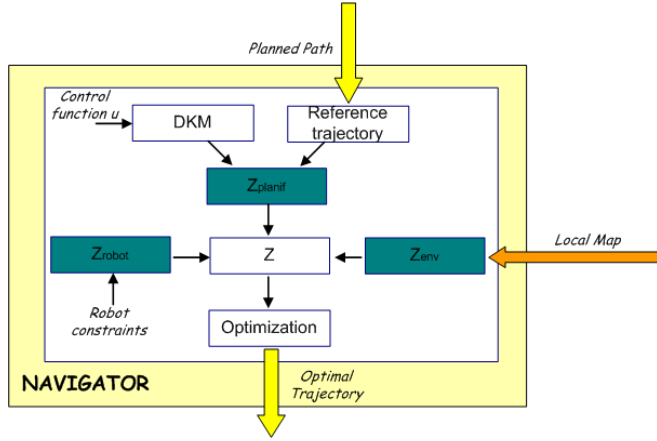 Planned Path
Control
function u
DKM
Reference
trajectory
Zplanif
Zrobot
Z
Zenv
Local Map
Robot
constraints
Optimization
NAVIGATOR
Optimal
Trajectory